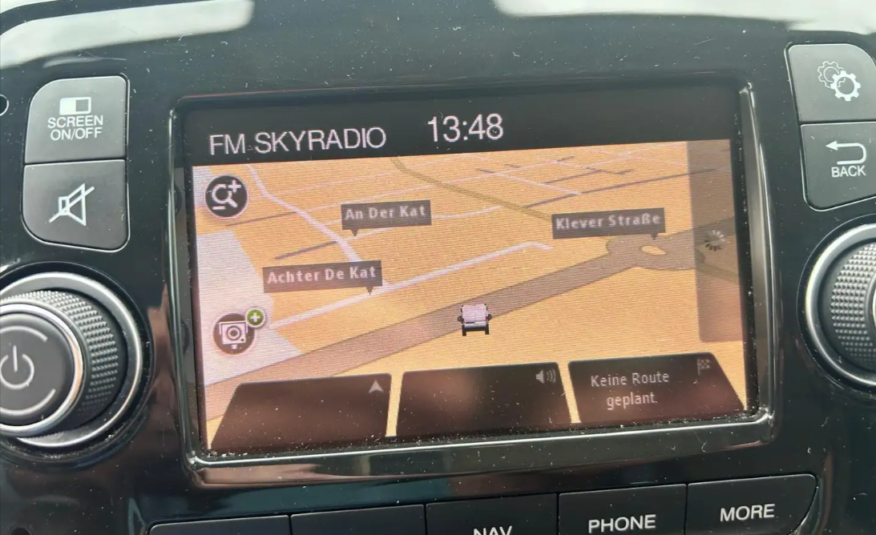 SCREEN
ON/OFF
FM SKYRADIO 13:48
An Der Kat
Klever Straße
Achter De Kat
Keine Route
geplant.
BACK
NAV
PHONE
MORE